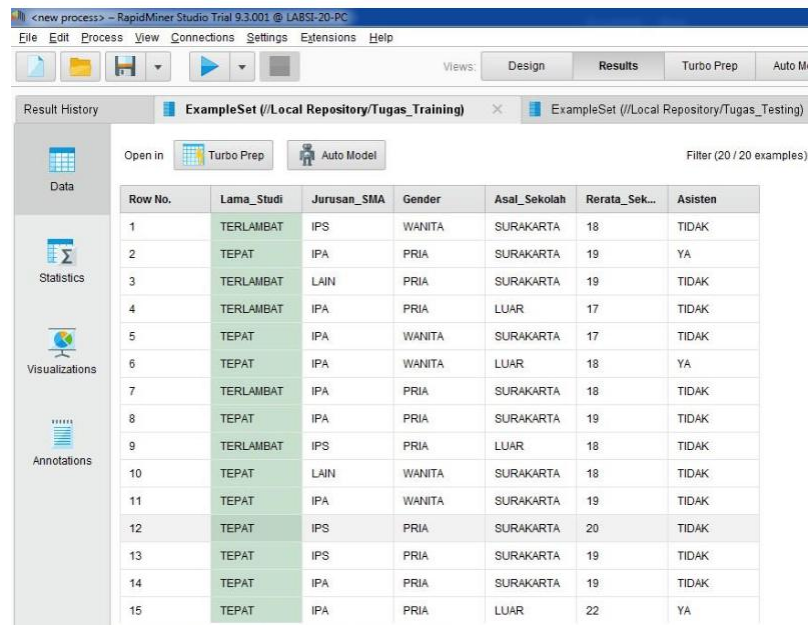 <new process> – RapidMiner Studio Trial 9.3.001 @ LABSI-20-PC
File Edit Process View Connections Settings Extensions Help
Views: Design Results Turbo Prep Auto M
Result History ExampleSet (//Local Repository/Tugas_Training) ExampleSet (//Local Repository/Tugas_Testing)
Data
Statistics
Visualizations
Annotations
Open in Turbo Prep Auto Model Filter (20 / 20 examples)
Row No. Lama_Studi Jurusan_SMA Gender Asal_Sekolah Rerata_Sek... Asisten
1 TERLAMBAT IPS WANITA SURAKARTA 18 TIDAK
2 TEPAT IPA PRIA SURAKARTA 19 YA
3 TERLAMBAT LAIN PRIA SURAKARTA 19 TIDAK
4 TERLAMBAT IPA PRIA LUAR 17 TIDAK
5 TEPAT IPA WANITA SURAKARTA 17 TIDAK
6 TEPAT IPA WANITA LUAR 18 YA
7 TERLAMBAT IPA PRIA SURAKARTA 18 TIDAK
8 TEPAT IPA PRIA SURAKARTA 19 TIDAK
9 TERLAMBAT IPS PRIA LUAR 18 TIDAK
10 TEPAT LAIN WANITA SURAKARTA 18 TIDAK
11 TEPAT IPA WANITA SURAKARTA 19 TIDAK
12 TEPAT IPS PRIA SURAKARTA 20 TIDAK
13 TEPAT IPS PRIA SURAKARTA 19 TIDAK
14 TEPAT IPA PRIA SURAKARTA 19 TIDAK
15 TEPAT IPA PRIA LUAR 22 YA